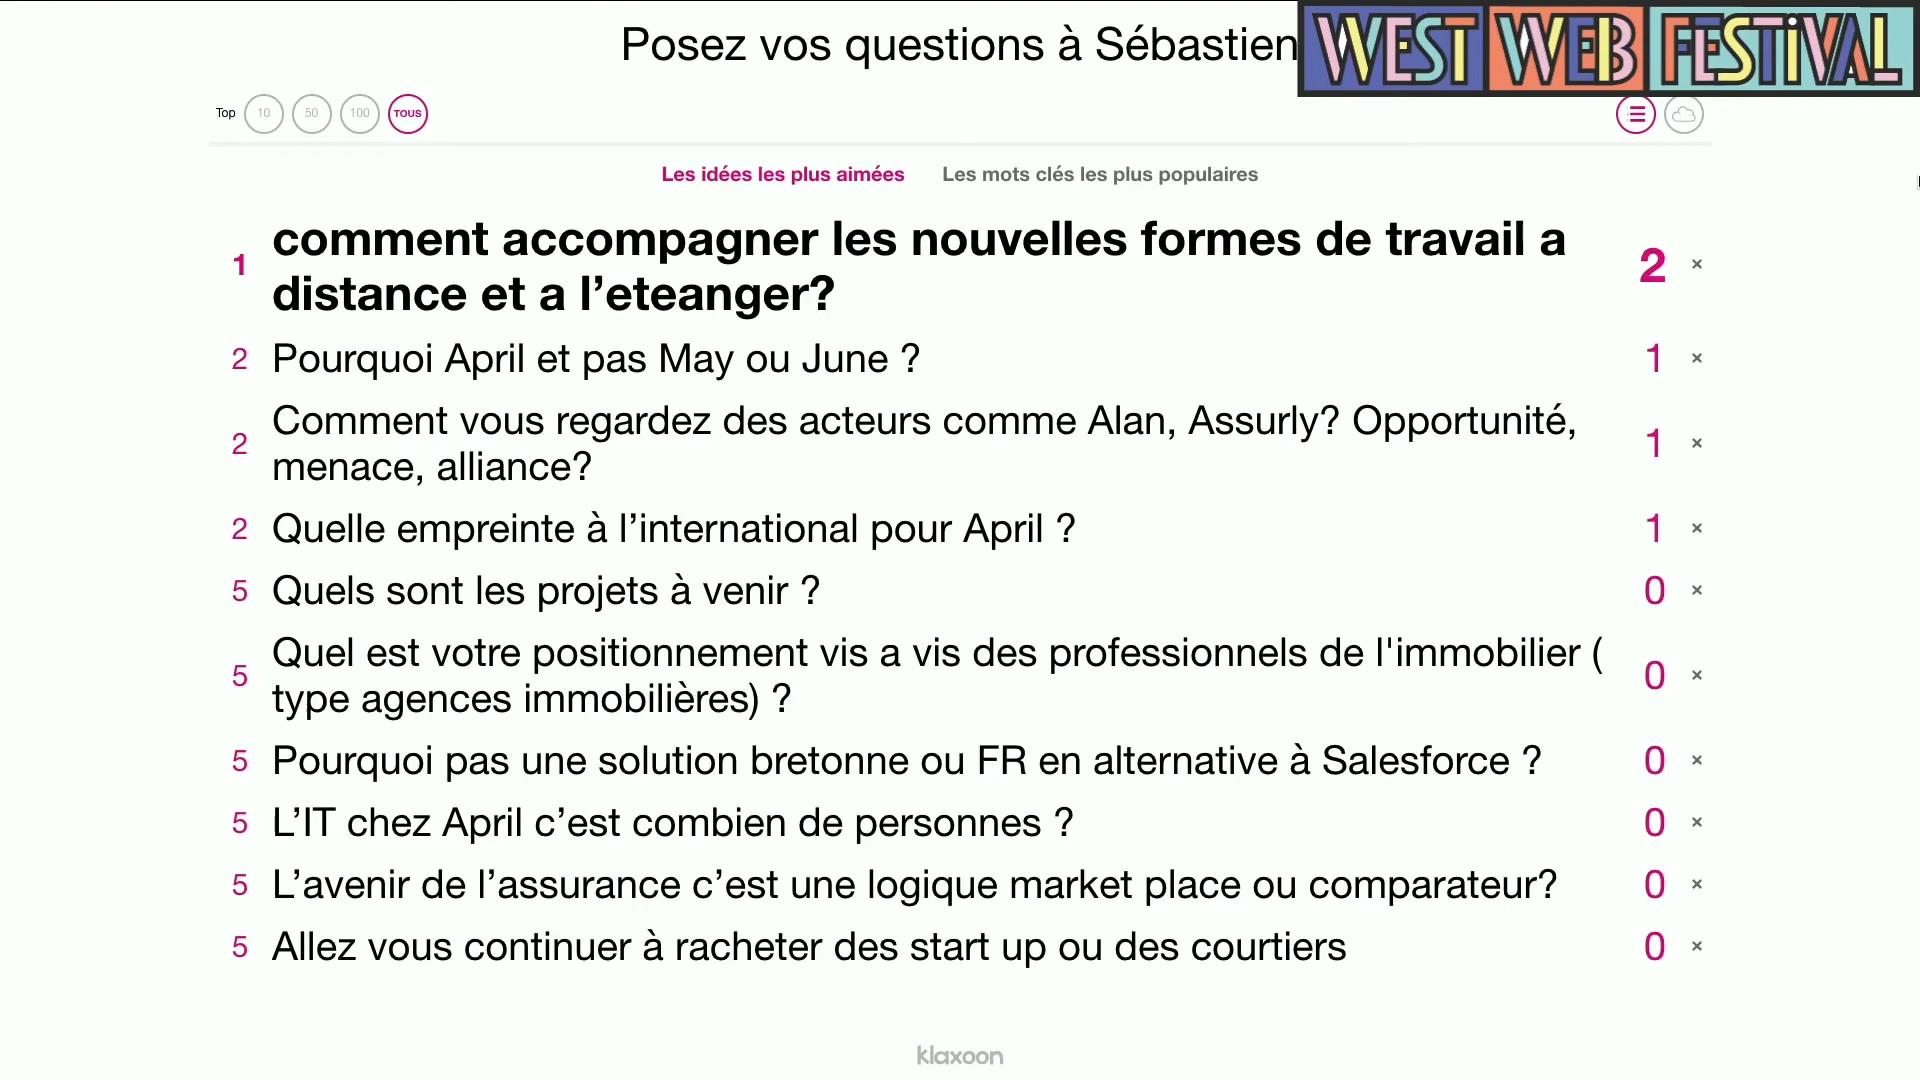 Posez vos questions à Sébastien
WEST WEB FESTiVAL
Top 10 50 100 TOUS
Les idées les plus aimées Les mots clés les plus populaires
1 comment accompagner les nouvelles formes de travail a
distance et a l’eteanger? 2 ×
2 Pourquoi April et pas May ou June ? 1 ×
2 Comment vous regardez des acteurs comme Alan, Assurly? Opportunité,
menace, alliance? 1 ×
2 Quelle empreinte à l’international pour April ? 1 ×
5 Quels sont les projets à venir ? 0 ×
5 Quel est votre positionnement vis a vis des professionnels de l'immobilier (
type agences immobilières) ? 0 ×
5 Pourquoi pas une solution bretonne ou FR en alternative à Salesforce ? 0 ×
5 L’IT chez April c’est combien de personnes ? 0 ×
5 L’avenir de l’assurance c’est une logique market place ou comparateur? 0 ×
5 Allez vous continuer à racheter des start up ou des courtiers 0 ×
klaxoon